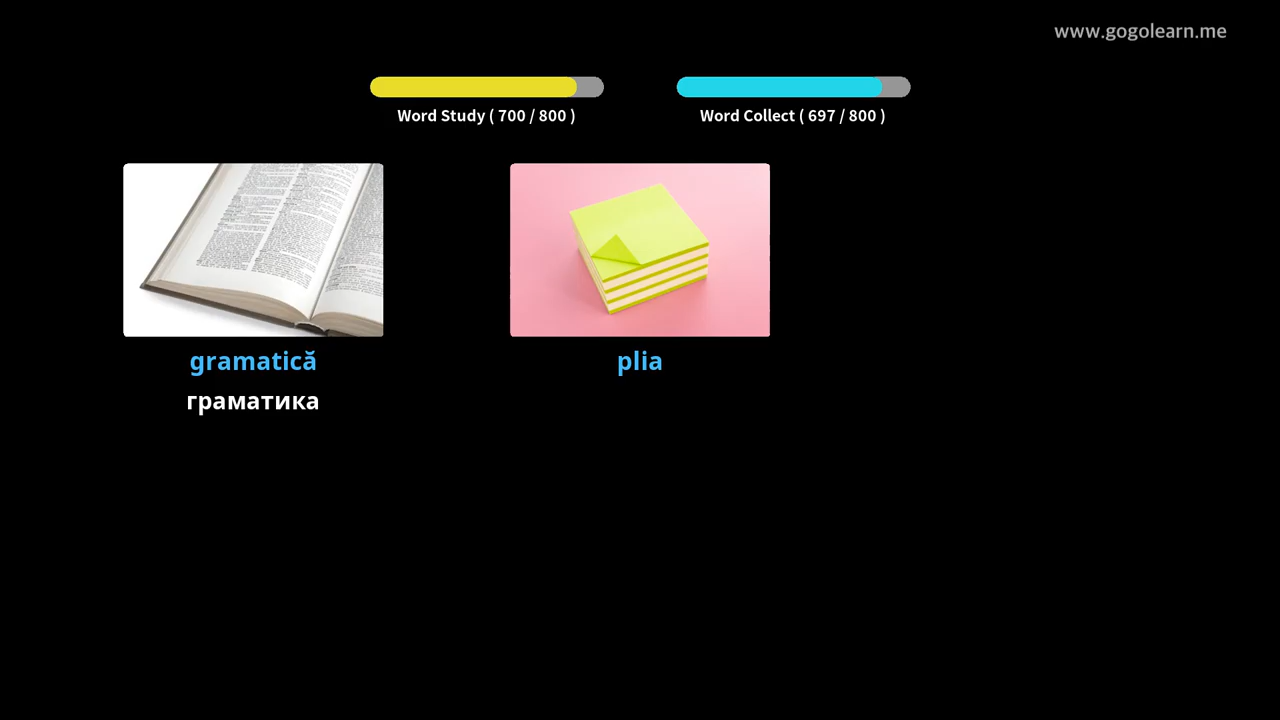 www.gogolearn.me
Word Study ( 700 / 800 )
Word Collect ( 697 / 800 )
gramatică
plia
граматика